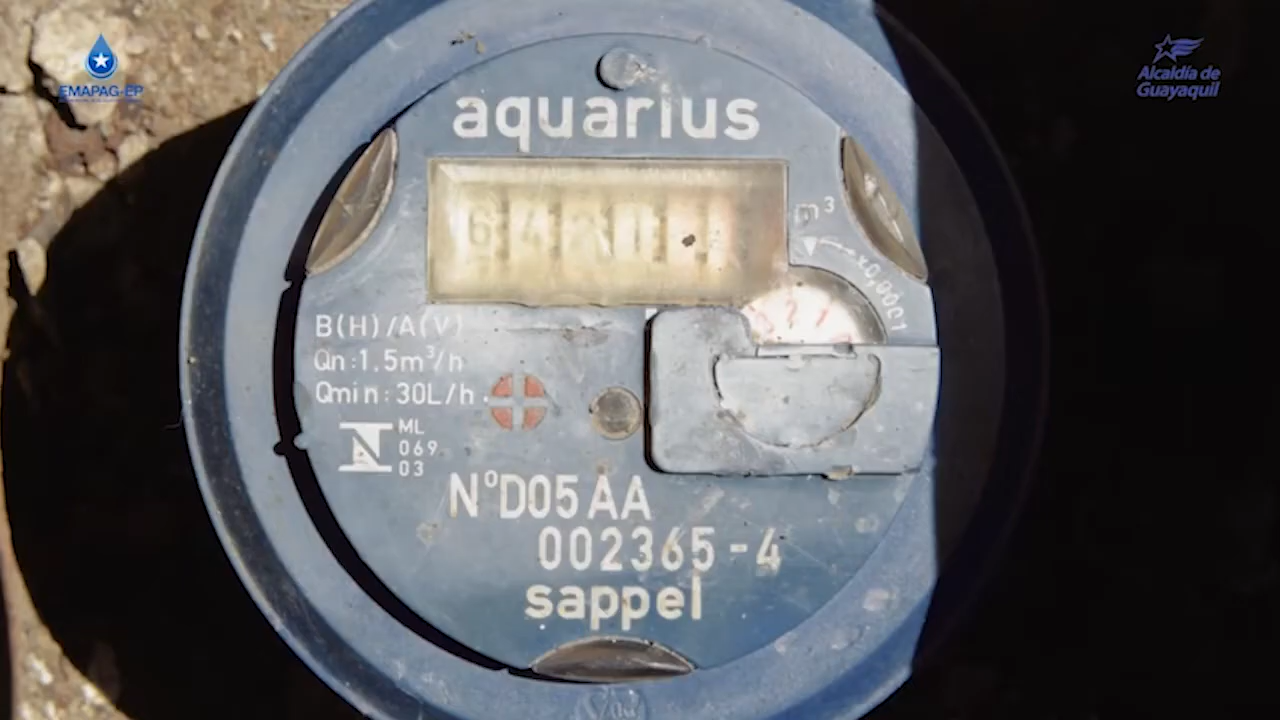 EMAPAG-EP
Alcaldía de
Guayaquil
aquarius
m³
x0,0001
B(H)/A(V)
Qn:1.5m³/h
Qmin:30L/h
ML
069
03
N°D05AA
002365-4
sappel